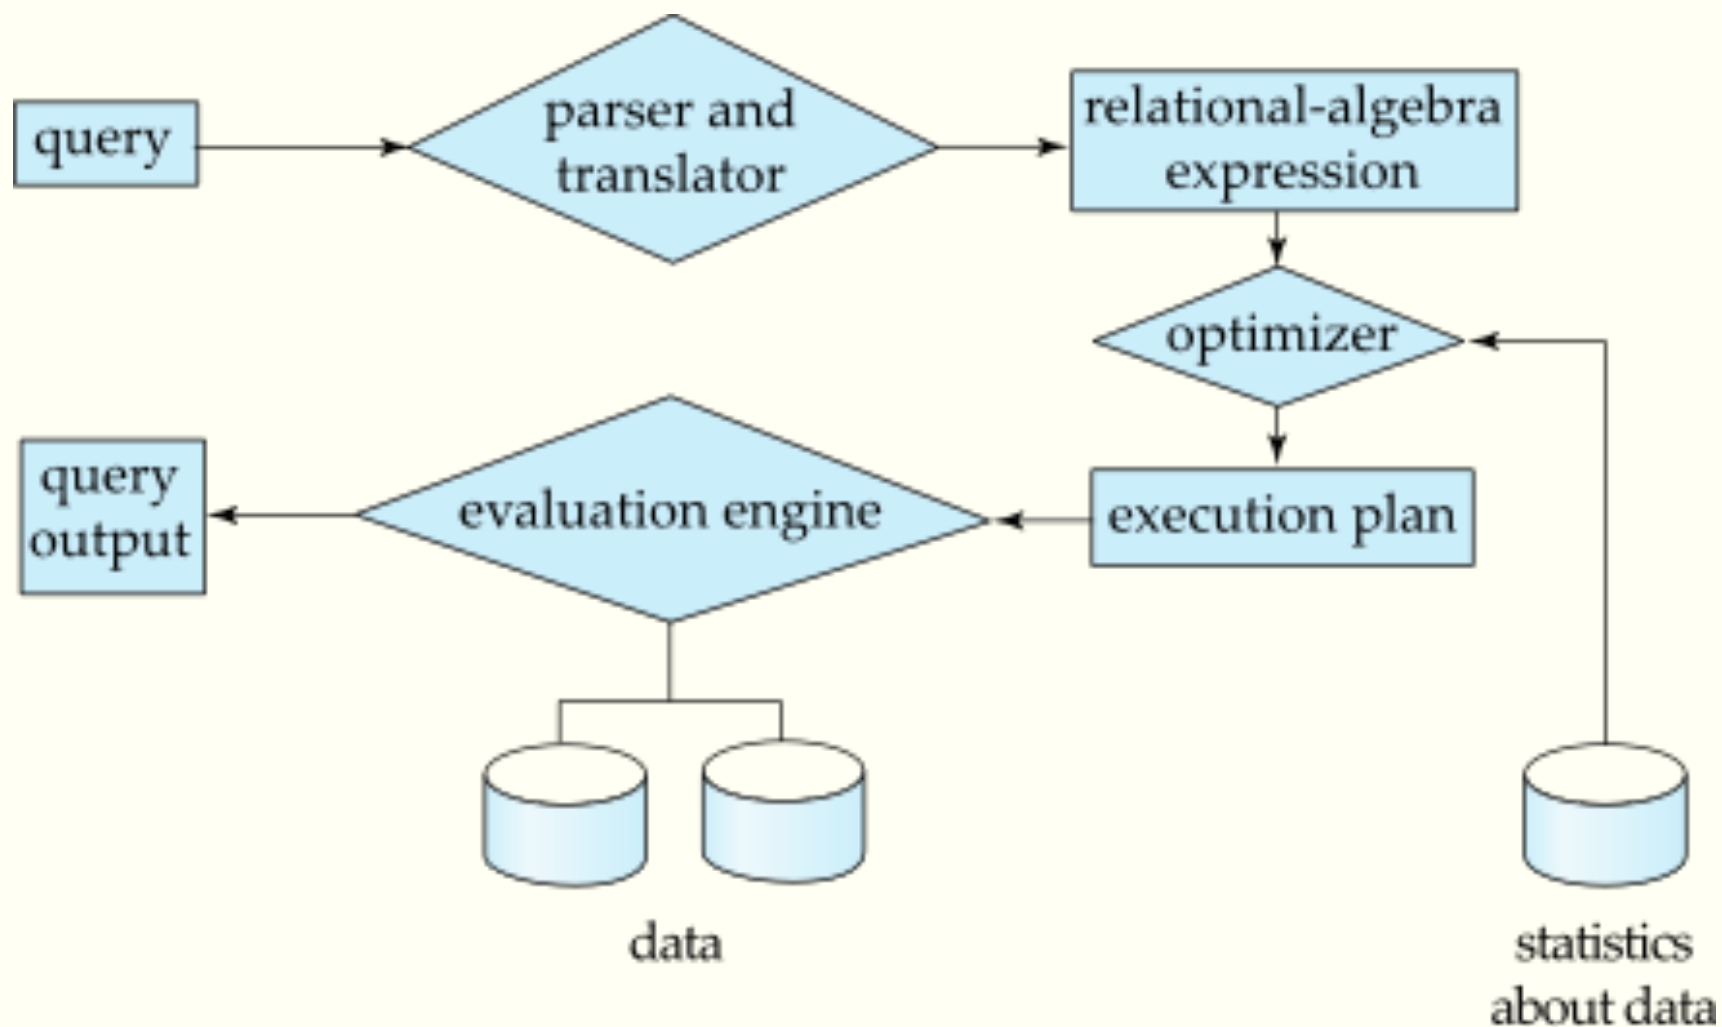 query
parser and
translator
relational-algebra
expression
optimizer
execution plan
evaluation engine
query
output
data
statistics
about data